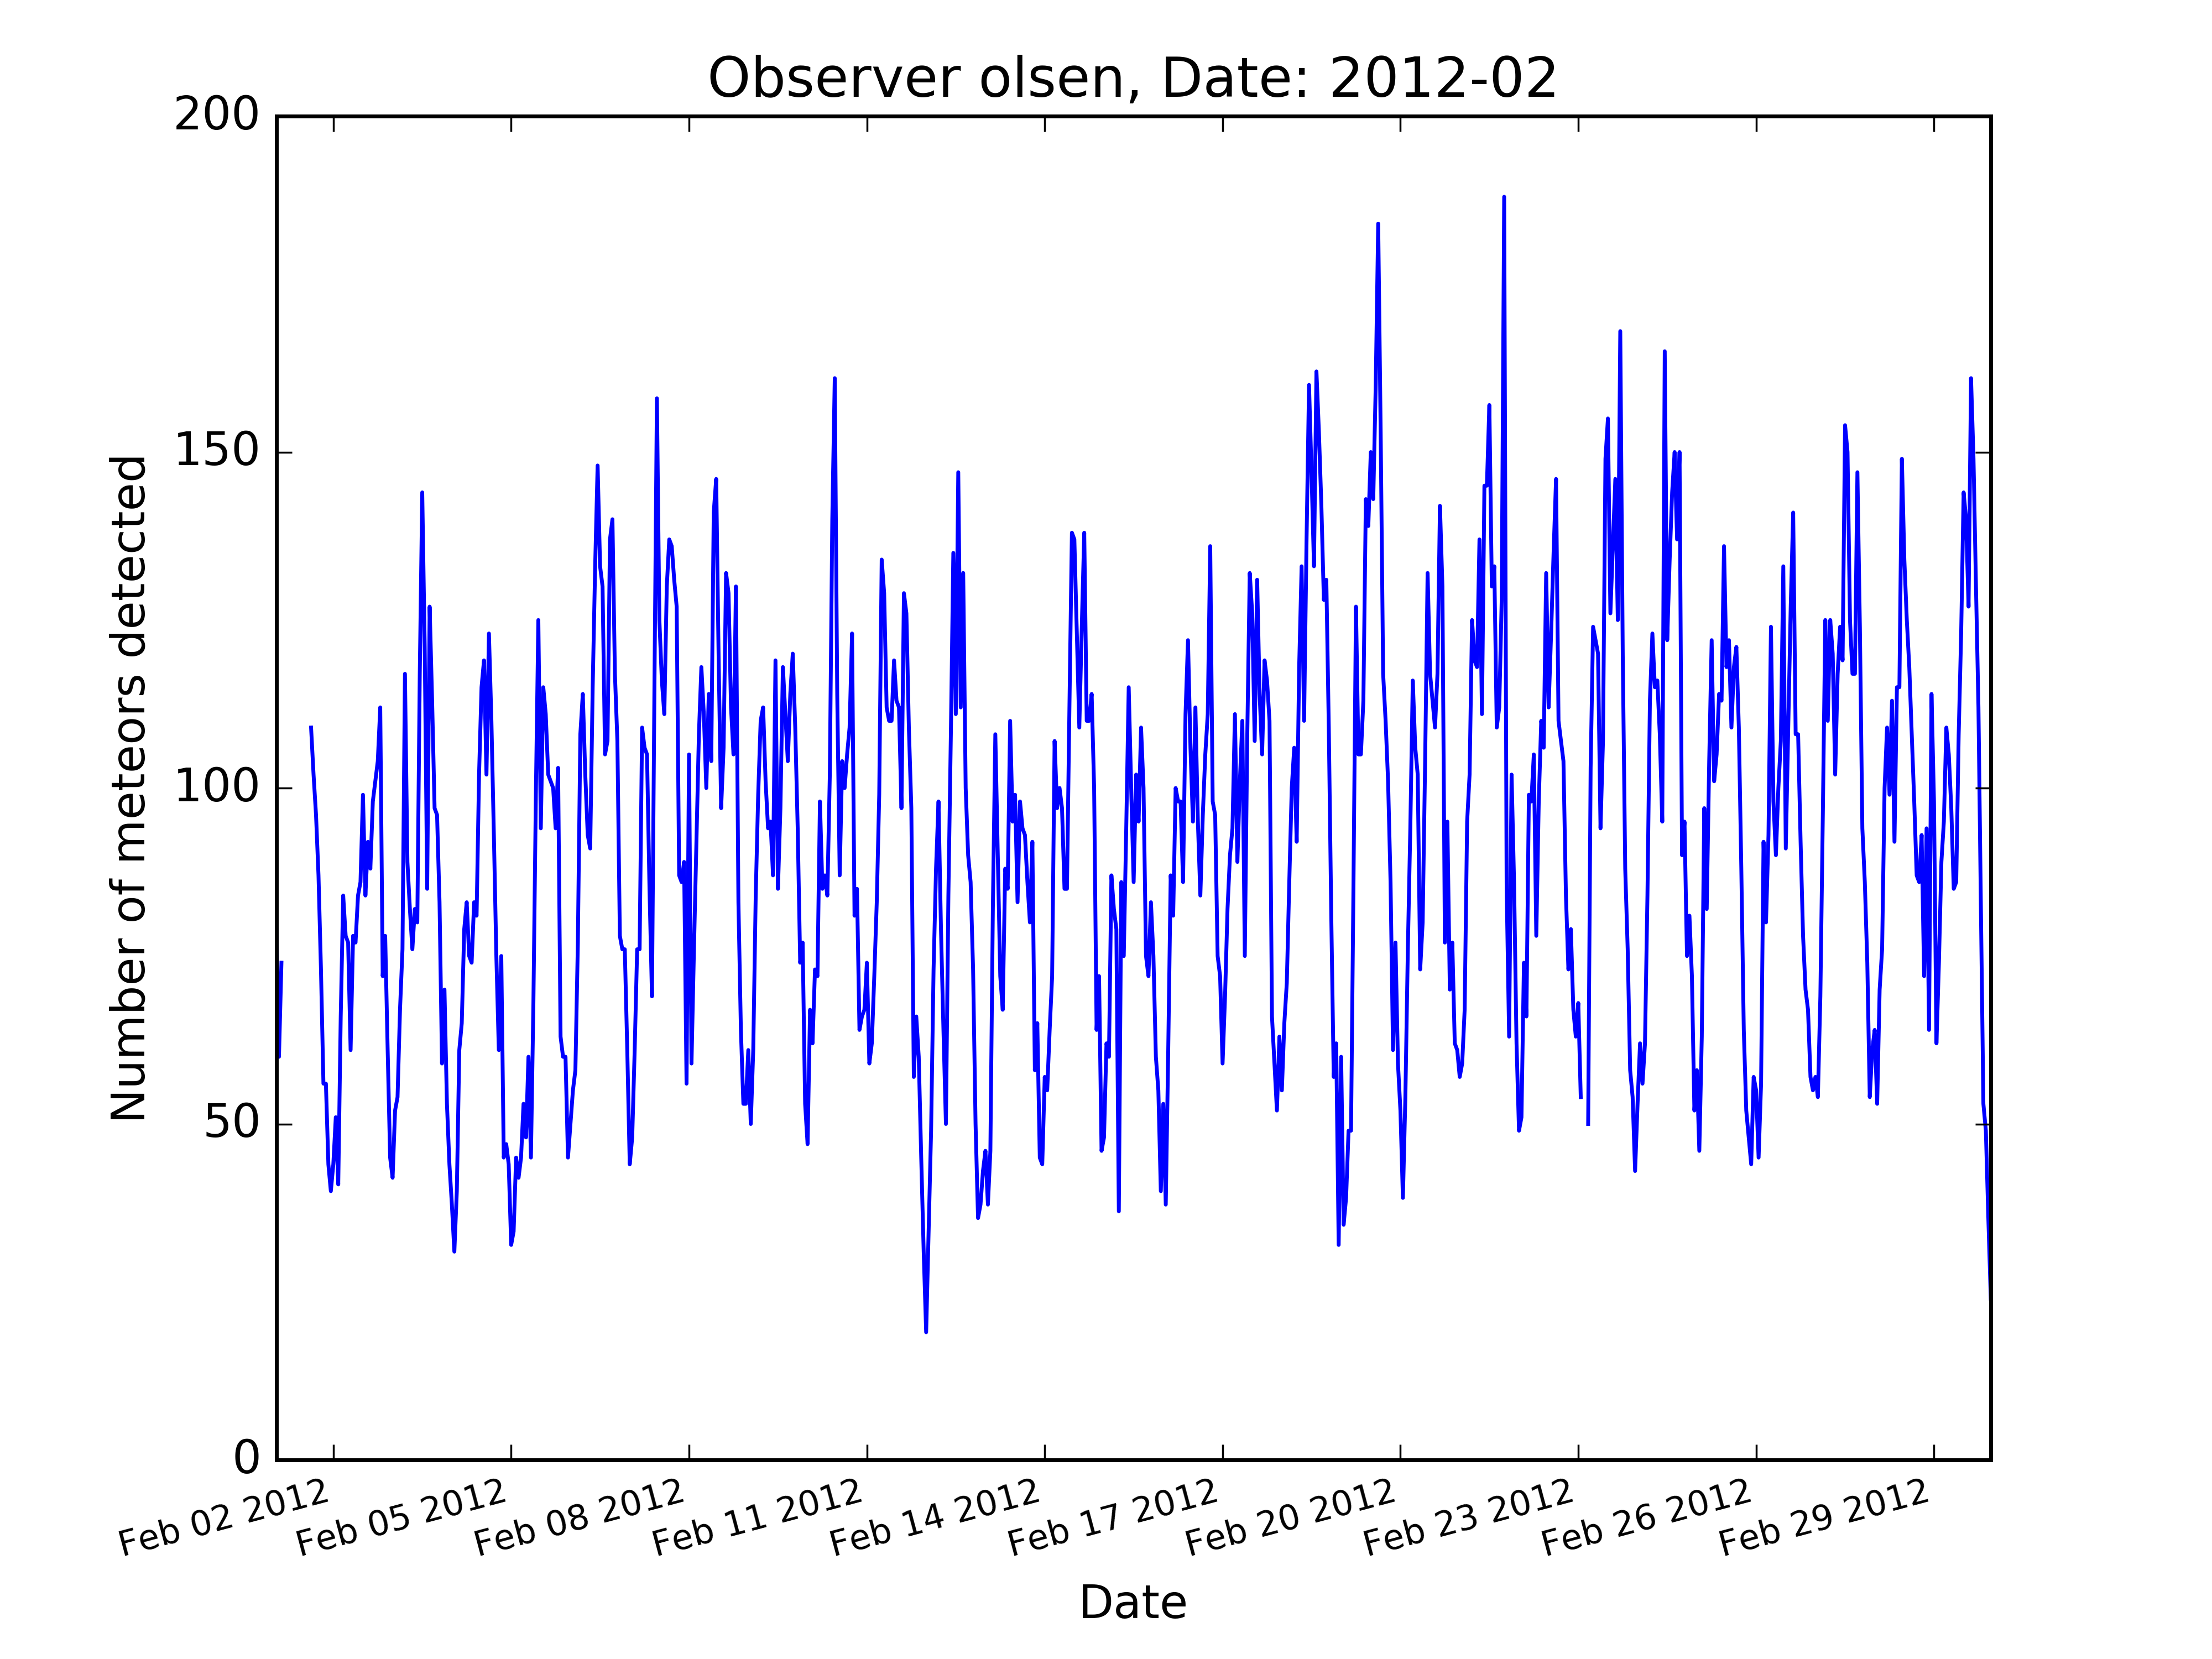 Observer olsen, Date: 2012-02
200
150
100
50
0
Number of meteors detected
Feb 02 2012
Feb 05 2012
Feb 08 2012
Feb 11 2012
Feb 14 2012
Feb 17 2012
Feb 20 2012
Feb 23 2012
Feb 26 2012
Feb 29 2012
Date